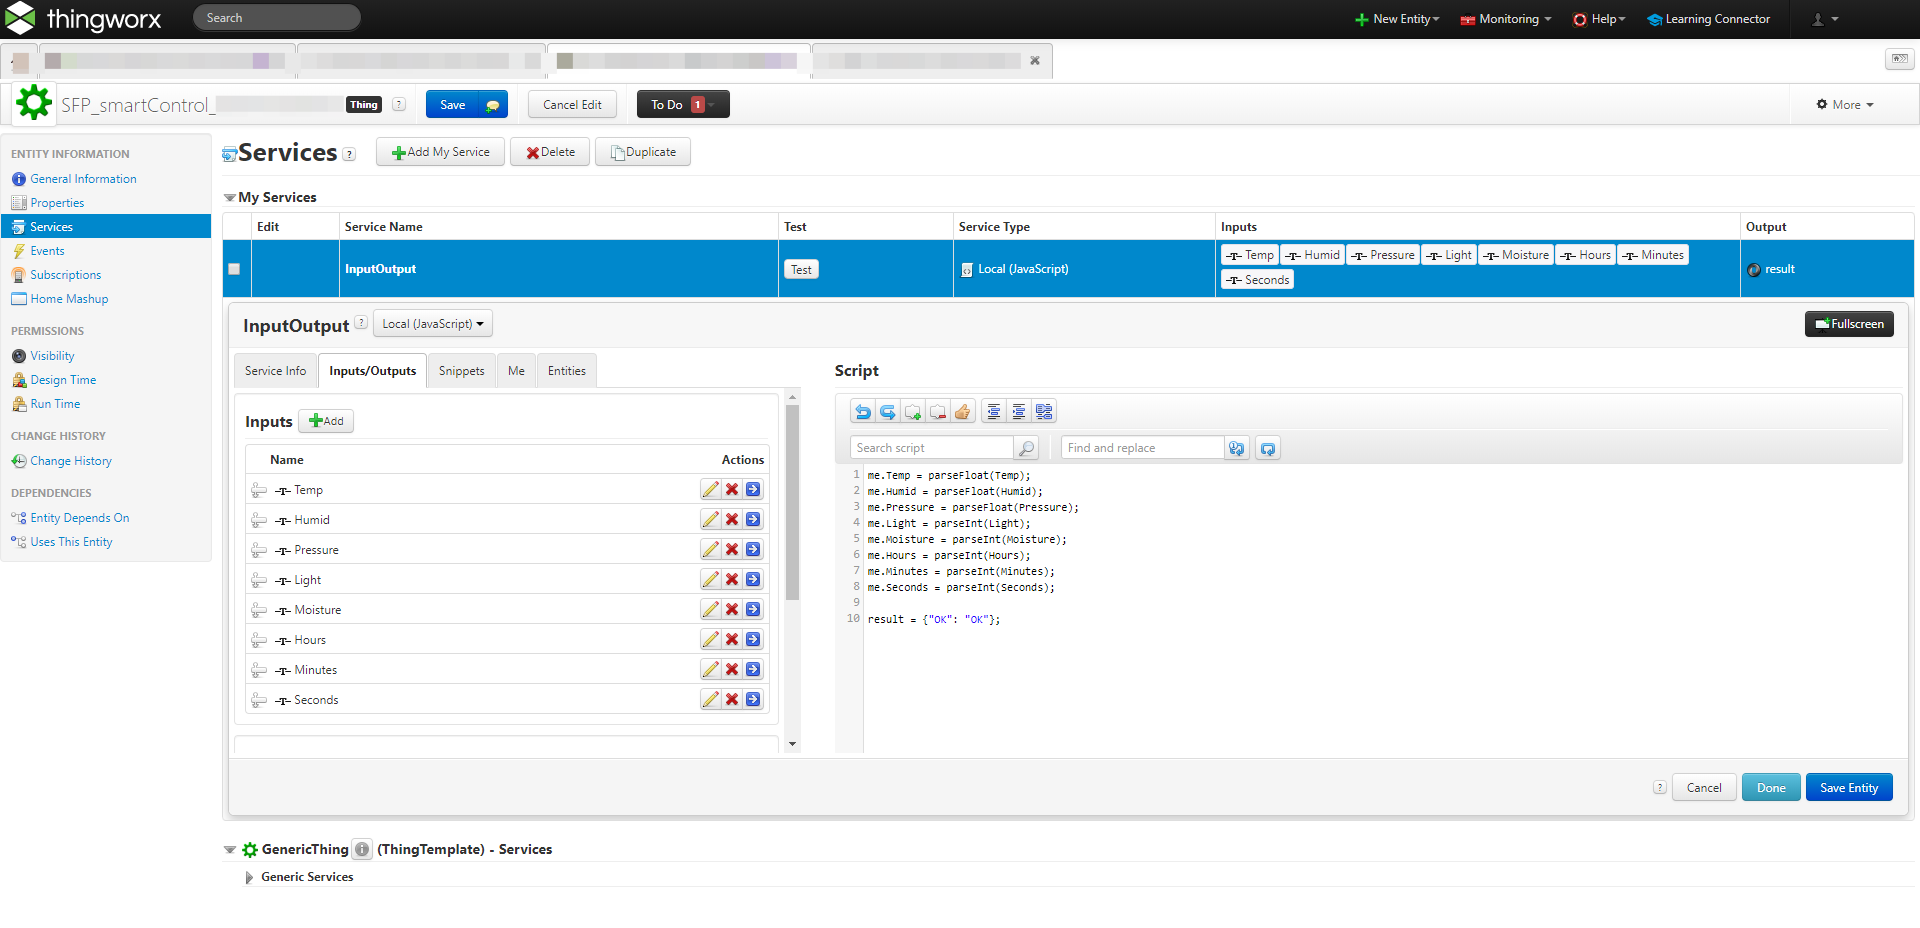 thingworx
Search
New Entity
Monitoring
Help
Learning Connector
SFP_smartControl_
Thing
?
Save
Cancel Edit
To Do 1
More
ENTITY INFORMATION
General Information
Properties
Services
Events
Subscriptions
Home Mashup
PERMISSIONS
Visibility
Design Time
Run Time
CHANGE HISTORY
Change History
DEPENDENCIES
Entity Depends On
Uses This Entity
Services ?
Add My Service
Delete
Duplicate
My Services
Edit Service Name Test Service Type Inputs Output
InputOutput Test Local (JavaScript) -T- Temp -T- Humid -T- Pressure -T- Light -T- Moisture -T- Hours -T- Minutes result
-T- Seconds
InputOutput ? Local (JavaScript)
Fullscreen
Service Info Inputs/Outputs Snippets Me Entities
Inputs Add
Name Actions
-T- Temp
-T- Humid
-T- Pressure
-T- Light
-T- Moisture
-T- Hours
-T- Minutes
-T- Seconds
Script
Search script
Find and replace
1 me.Temp = parseFloat(Temp);
2 me.Humid = parseFloat(Humid);
3 me.Pressure = parseFloat(Pressure);
4 me.Light = parseInt(Light);
5 me.Moisture = parseInt(Moisture);
6 me.Hours = parseInt(Hours);
7 me.Minutes = parseInt(Minutes);
8 me.Seconds = parseInt(Seconds);
9
10 result = {"OK": "OK"};
? Cancel Done Save Entity
GenericThing i (ThingTemplate) - Services
Generic Services